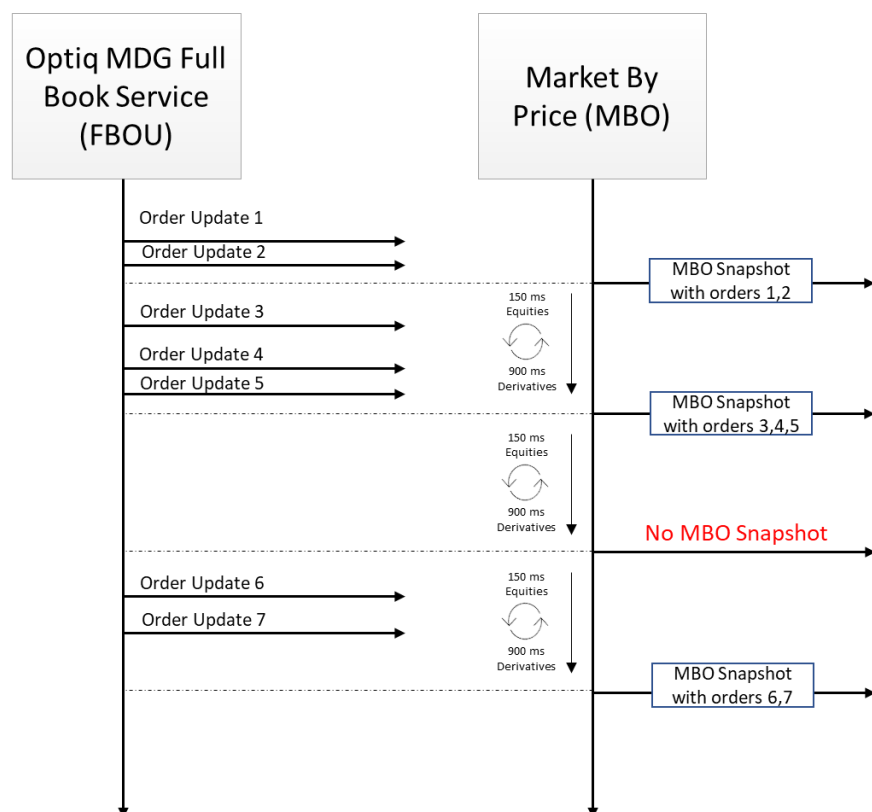 Optiq MDG Full
Book Service
(FBOU)
Market By
Price (MBO)
Order Update 1
Order Update 2
MBO Snapshot
with orders 1,2
Order Update 3
150 ms
Equities
Order Update 4
900 ms
Derivatives
Order Update 5
MBO Snapshot
with orders 3,4,5
150 ms
Equities
900 ms
Derivatives
No MBO Snapshot
Order Update 6
150 ms
Equities
Order Update 7
900 ms
Derivatives
MBO Snapshot
with orders 6,7